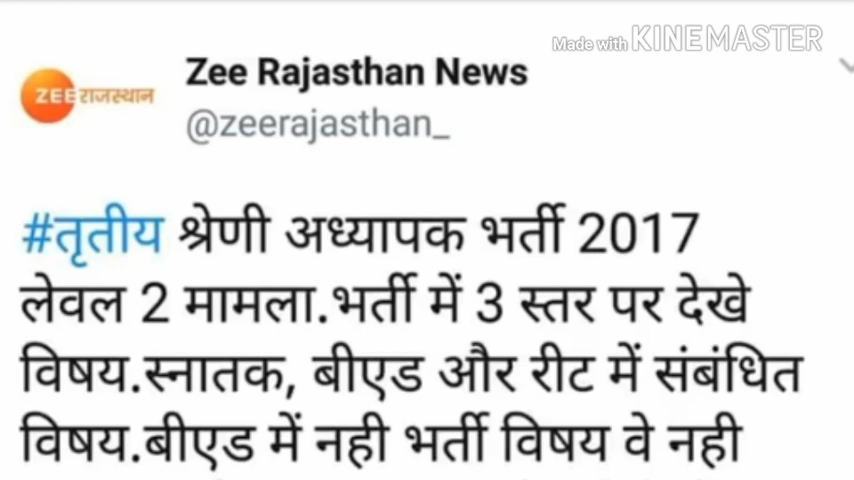 Made with KINEMASTER
Zee Rajasthan News
ZEE राजस्थान
@zeerajasthan_
#तृतीय श्रेणी अध्यापक भर्ती 2017
लेवल 2 मामला.भर्ती में 3 स्तर पर देखे
विषय.स्नातक, बीएड और रीट में संबंधित
विषय.बीएड में नही भर्ती विषय वे नही